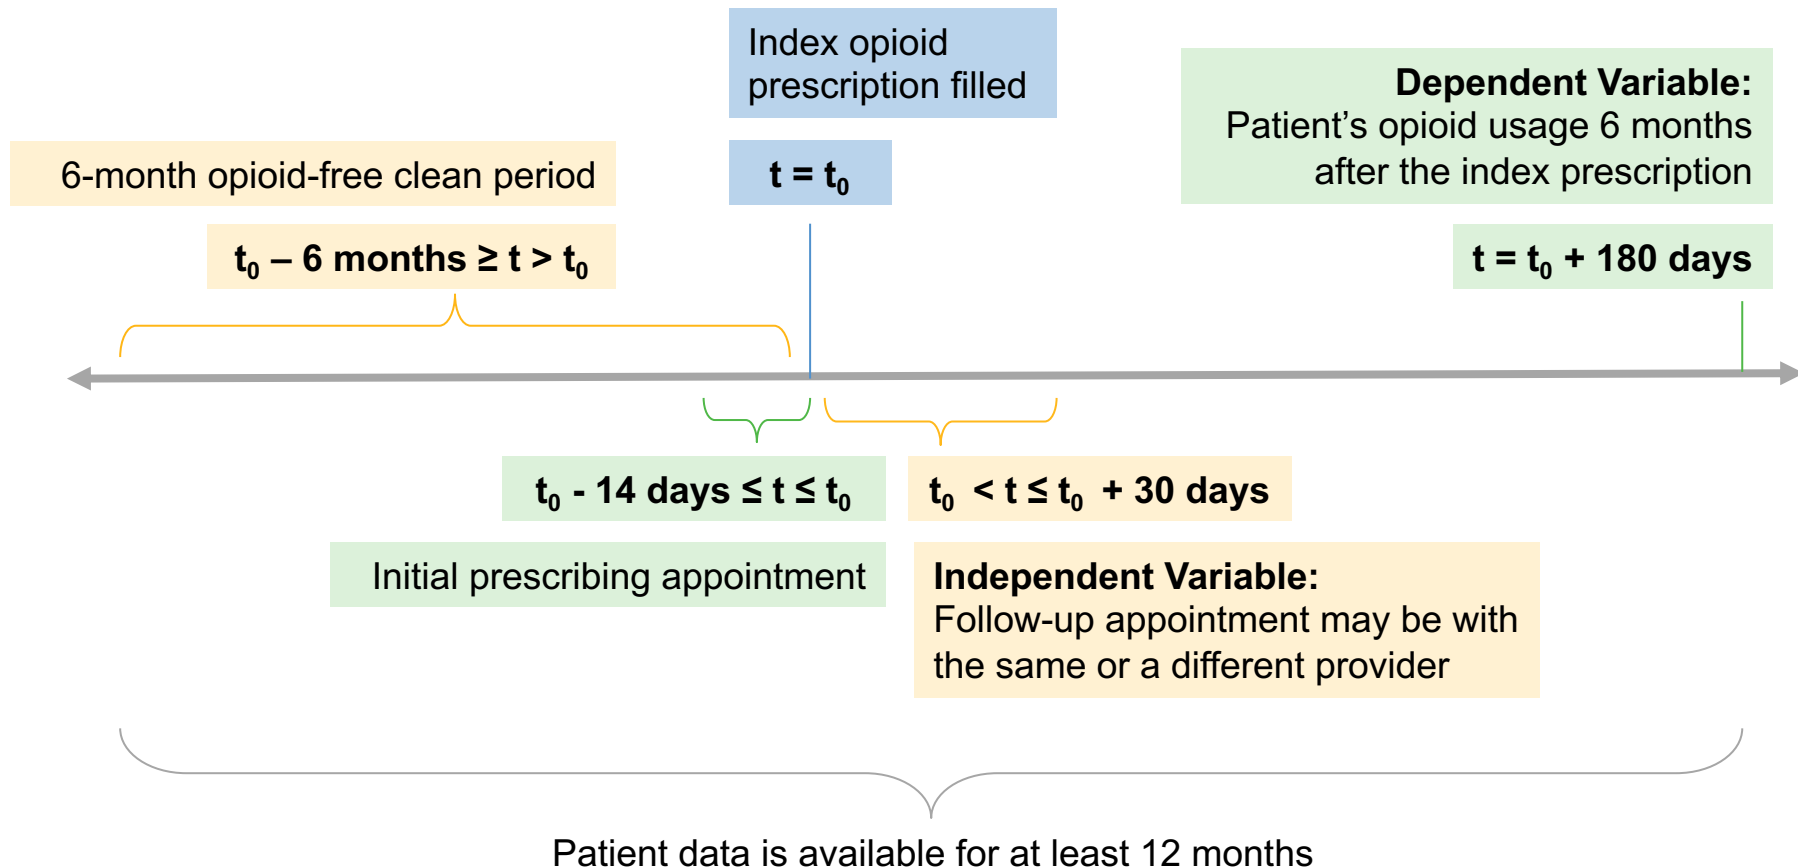 Index opioid
prescription filled
t = t₀
Dependent Variable:
Patient’s opioid usage 6 months
after the index prescription
t = t₀ + 180 days
6-month opioid-free clean period
t₀ – 6 months ≥ t > t₀
t₀ - 14 days ≤ t ≤ t₀
Initial prescribing appointment
t₀ < t ≤ t₀ + 30 days
Independent Variable:
Follow-up appointment may be with
the same or a different provider
Patient data is available for at least 12 months